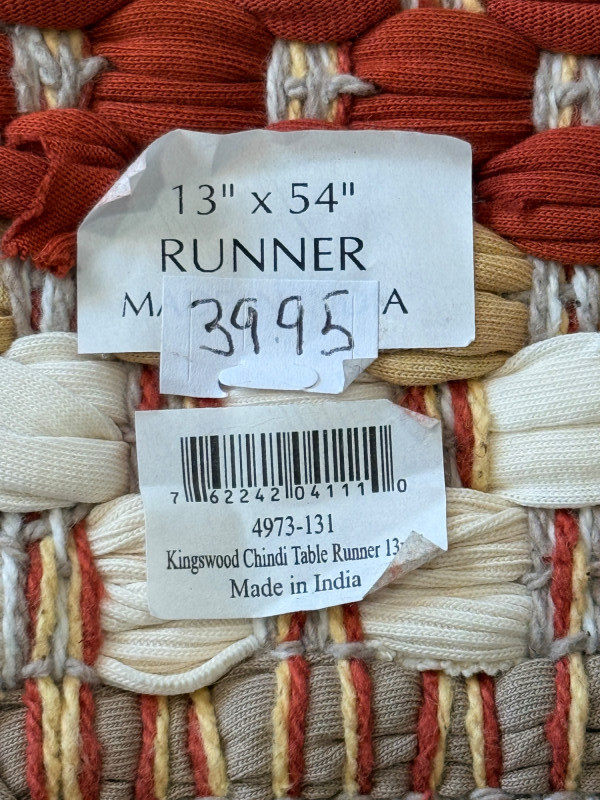 13" x 54"
RUNNER
MA A
3995
7 62242 04111 0
4973-131
Kingswood Chindi Table Runner 13
Made in India